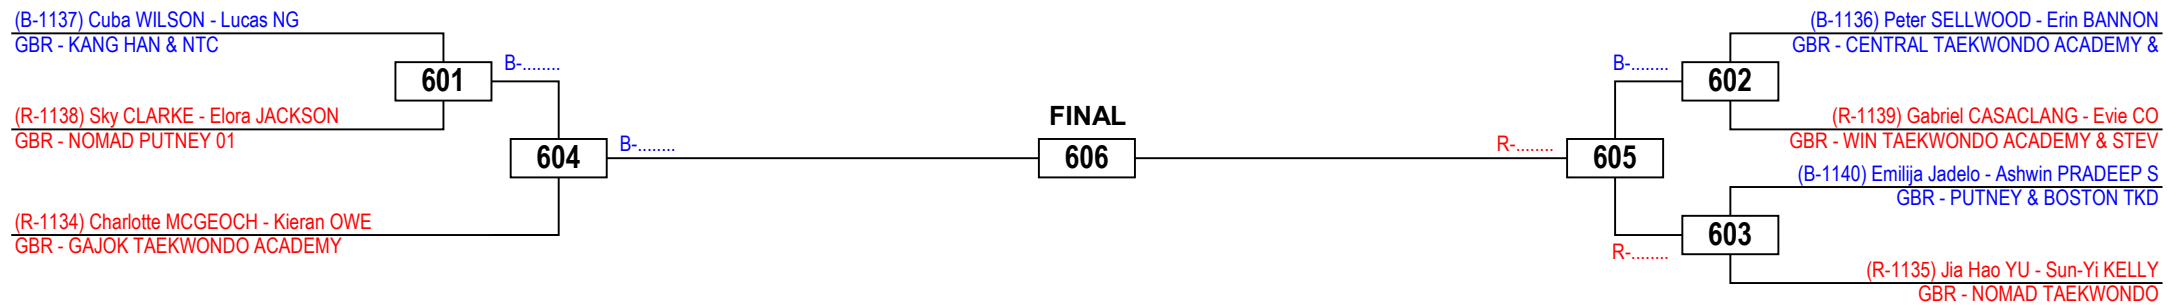 (B-1137) Cuba WILSON - Lucas NG
GBR - KANG HAN & NTC
601
B-........
(R-1138) Sky CLARKE - Elora JACKSON
GBR - NOMAD PUTNEY 01
604
B-........
(R-1134) Charlotte MCGEOCH - Kieran OWE
GBR - GAJOK TAEKWONDO ACADEMY
FINAL
606
(B-1136) Peter SELLWOOD - Erin BANNON
GBR - CENTRAL TAEKWONDO ACADEMY &
B-........
602
(R-1139) Gabriel CASACLANG - Evie CO
GBR - WIN TAEKWONDO ACADEMY & STEV
R-........
605
(B-1140) Emilija Jadelo - Ashwin PRADEEP S
GBR - PUTNEY & BOSTON TKD
603
R-........
(R-1135) Jia Hao YU - Sun-Yi KELLY
GBR - NOMAD TAEKWONDO